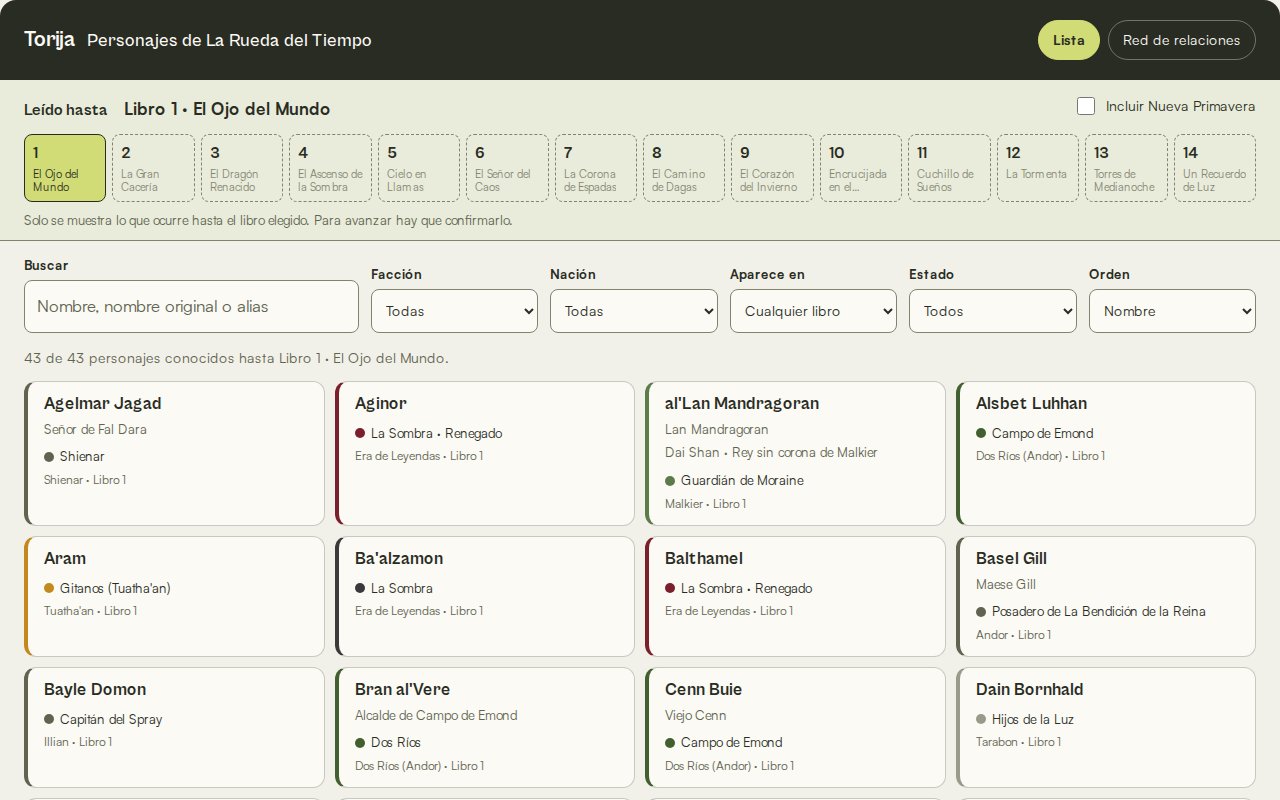 Torija Personajes de La Rueda del Tiempo
Lista
Red de relaciones
Leído hasta Libro 1 • El Ojo del Mundo
Incluir Nueva Primavera
1
El Ojo del
Mundo
2
La Gran
Cacería
3
El Dragón
Renacido
4
El Ascenso de
la Sombra
5
Cielo en
Llamas
6
El Señor del
Caos
7
La Corona
de Espadas
8
El Camino
de Dagas
9
El Corazón
del Invierno
10
Encrucijada
en el…
11
Cuchillo de
Sueños
12
La Tormenta
13
Torres de
Medianoche
14
Un Recuerdo
de Luz
Solo se muestra lo que ocurre hasta el libro elegido. Para avanzar hay que confirmarlo.
Buscar
Nombre, nombre original o alias
Facción
Todas
Nación
Todas
Aparece en
Cualquier libro
Estado
Todos
Orden
Nombre
43 de 43 personajes conocidos hasta Libro 1 • El Ojo del Mundo.
Agelmar Jagad
Señor de Fal Dara
Shienar
Shienar • Libro 1
Aginor
La Sombra • Renegado
Era de Leyendas • Libro 1
al'Lan Mandragoran
Lan Mandragoran
Dai Shan • Rey sin corona de Malkier
Guardián de Moraine
Malkier • Libro 1
Alsbet Luhhan
Campo de Emond
Dos Ríos (Andor) • Libro 1
Aram
Gitanos (Tuatha'an)
Tuatha'an • Libro 1
Ba'alzamon
La Sombra
Era de Leyendas • Libro 1
Balthamel
La Sombra • Renegado
Era de Leyendas • Libro 1
Basel Gill
Maese Gill
Posadero de La Bendición de la Reina
Andor • Libro 1
Bayle Domon
Capitán del Spray
Illian • Libro 1
Bran al'Vere
Alcalde de Campo de Emond
Dos Ríos
Dos Ríos (Andor) • Libro 1
Cenn Buie
Viejo Cenn
Campo de Emond
Dos Ríos (Andor) • Libro 1
Dain Bornhald
Hijos de la Luz
Tarabon • Libro 1